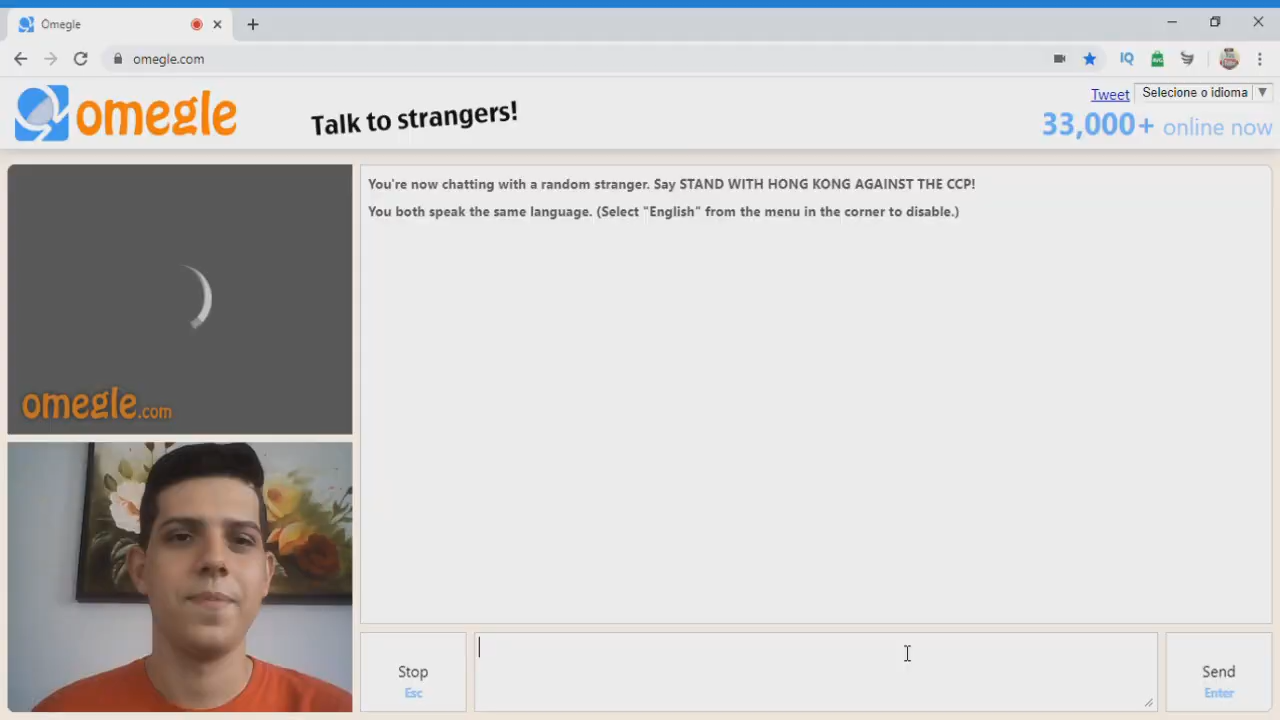 Omegle
omegle.com
IQ
omegle
Talk to strangers!
Tweet
Selecione o idioma
33,000+ online now
You're now chatting with a random stranger. Say STAND WITH HONG KONG AGAINST THE CCP!
You both speak the same language. (Select "English" from the menu in the corner to disable.)
omegle.com
Stop
Esc
Send
Enter